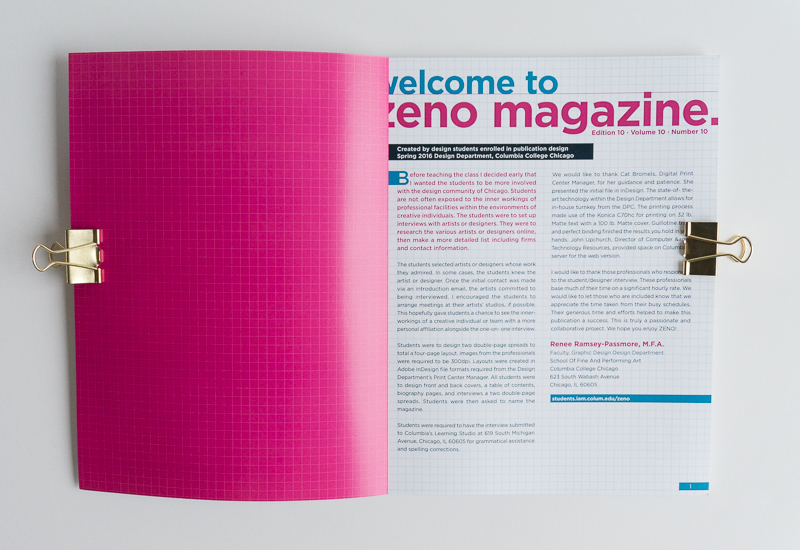 welcome to
zeno magazine.
Edition 10 · Volume 10 · Number 10
Created by design students enrolled in publication design
Spring 2016 Design Department, Columbia College Chicago
Before teaching the class I decided early that
I wanted the students to be more involved
with the design community of Chicago. Students
are not often exposed to the inner workings of
professional facilities within the environments of
creative individuals. The students were to set up
interviews with artists or designers. They were to
research the various artists or designers online,
then make a more detailed list including firms
and contact information.
The students selected artists or designers whose work
they admired. In some cases, the students knew the
artist or designer. Once the initial contact was made
via an introduction email, the artists committed to
being interviewed. I encouraged the students to
arrange meetings at their artists' studios, if possible.
This hopefully gave students a chance to see the inner-
workings of a creative individual or team with a more
personal affiliation alongside the one-on- one interview.
Students were to design two double-page spreads to
total a four-page layout. Images from the professionals
were required to be 300dpi. Layouts were created in
Adobe InDesign file formats required from the Design
Department's Print Center Manager. All students were
to design front and back covers, a table of contents,
biography pages, and interviews a two double-page
spreads. Students were then asked to name the
magazine.
Students were required to have the interview submitted
to Columbia's Learning Studio at 619 South Michigan
Avenue, Chicago, IL 60605 for grammatical assistance
and spelling corrections.
We would like to thank Cat Bromels, Digital Print
Center Manager, for her guidance and patience. She
presented the initial file in InDesign. The state-of- the-
art technology within the Design Department allows for
in-house turnkey from the DPC. The printing process
made use of the Konica C70hc for printing on 32 lb.
Matte text with a 100 lb. Matte cover. Guillotine
and perfect binding finished the results you hold in
hands. John Upchurch, Director of Computer &
Technology Resources, provided space on
server for the web version.
I would like to thank those professionals who
to the student/designer interview. These professionals
base much of their time on a significant hourly rate. We
would like to let those who are included know that we
appreciate the time taken from their busy schedules.
Their generous time and efforts helped to make this
publication a success. This is truly a passionate and
collaborative project. We hope you enjoy ZENO!
Renee Ramsey-Passmore, M.F.A.
Faculty, Graphic Design Design Department
School Of Fine And Performing Art
Columbia College Chicago
623 South Wabash Avenue
Chicago, IL 60605
students.iam.colum.edu/zeno
1